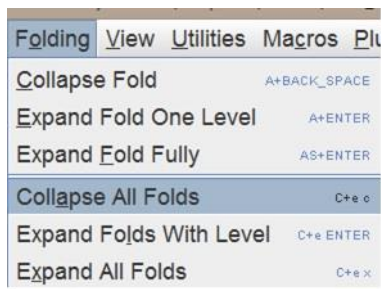 Folding View Utilities Macros Plu
Collapse Fold A+BACK_SPACE
Expand Fold One Level A+ENTER
Expand Fold Fully AS+ENTER
Collapse All Folds C+e c
Expand Folds With Level C+e ENTER
Expand All Folds C+e x